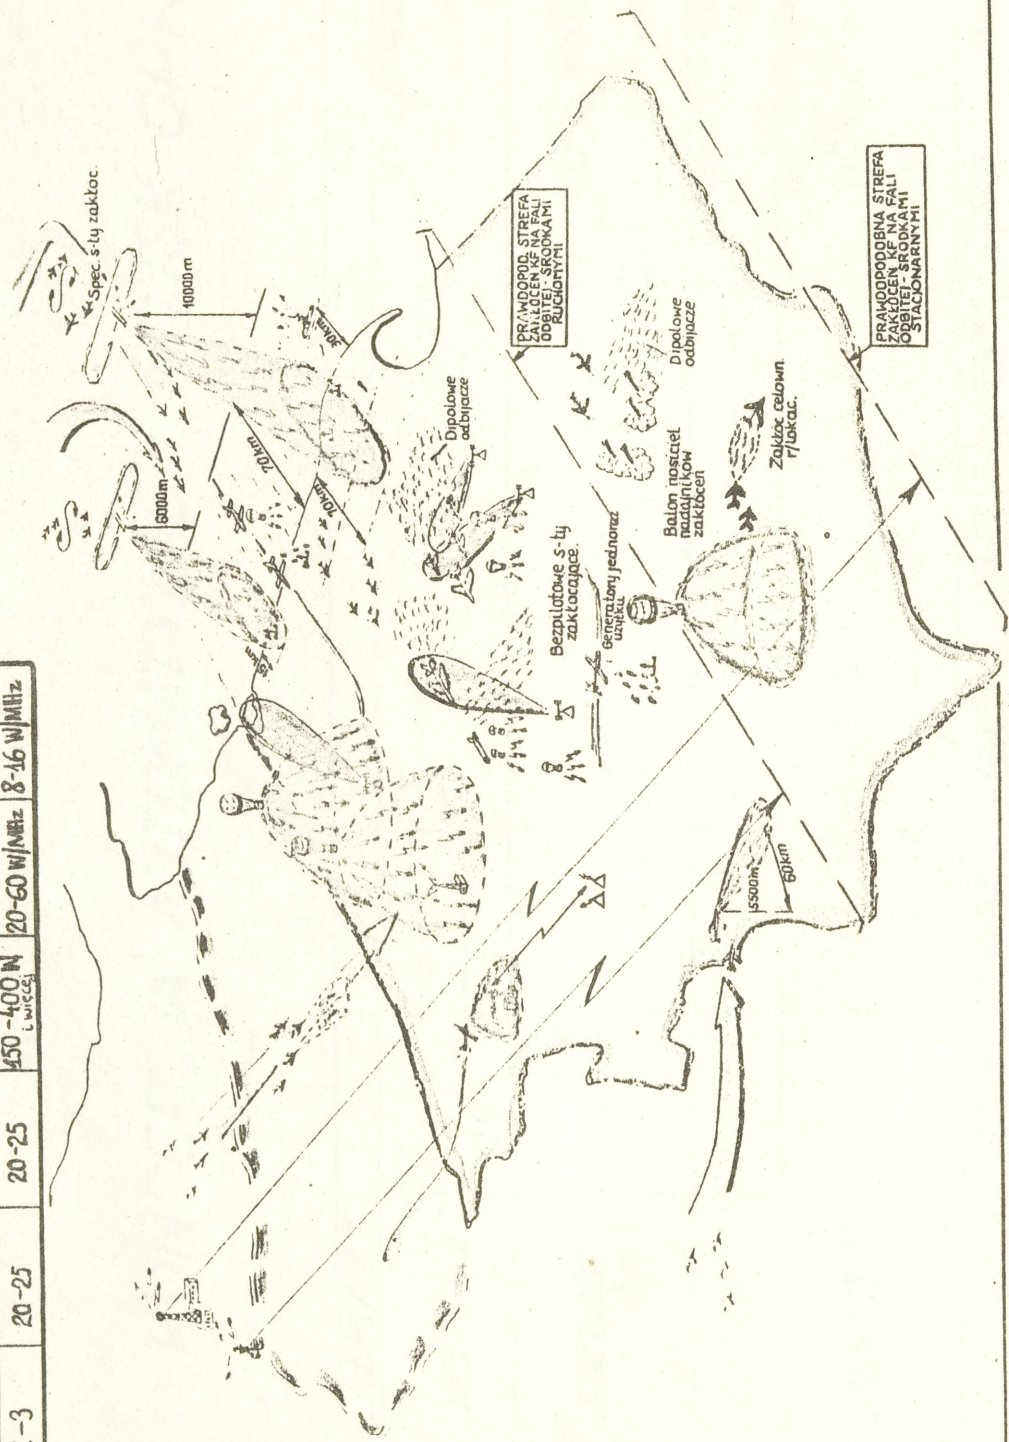 -3
20-25
20-25
150-400 W
i więcej
20-60 W/MHz
8-16 W/MHz
Spec. s-ty zakłoc.
10000m
6000m
30km
70km
70km
PRAWDOPOD. STREFA
ZAKŁÓCEŃ KF NA FALI
ODBITEJ - ŚRODKAMI
RUCHOMYMI
PRAWDOPODOBNA STREFA
ZAKŁÓCEŃ KF NA FALI
ODBITEJ - ŚRODKAMI
STACJONARNYMI
Dipolowe
odbijacze
Dipolowe
odbijacze
Bezpilotowe s-ty
zakłócające.
Generatory jednoraz
użytku
Balon nosiciel
nadajników
zakłóceń
Zakłóc celown.
r/lokac.
5500m
60km